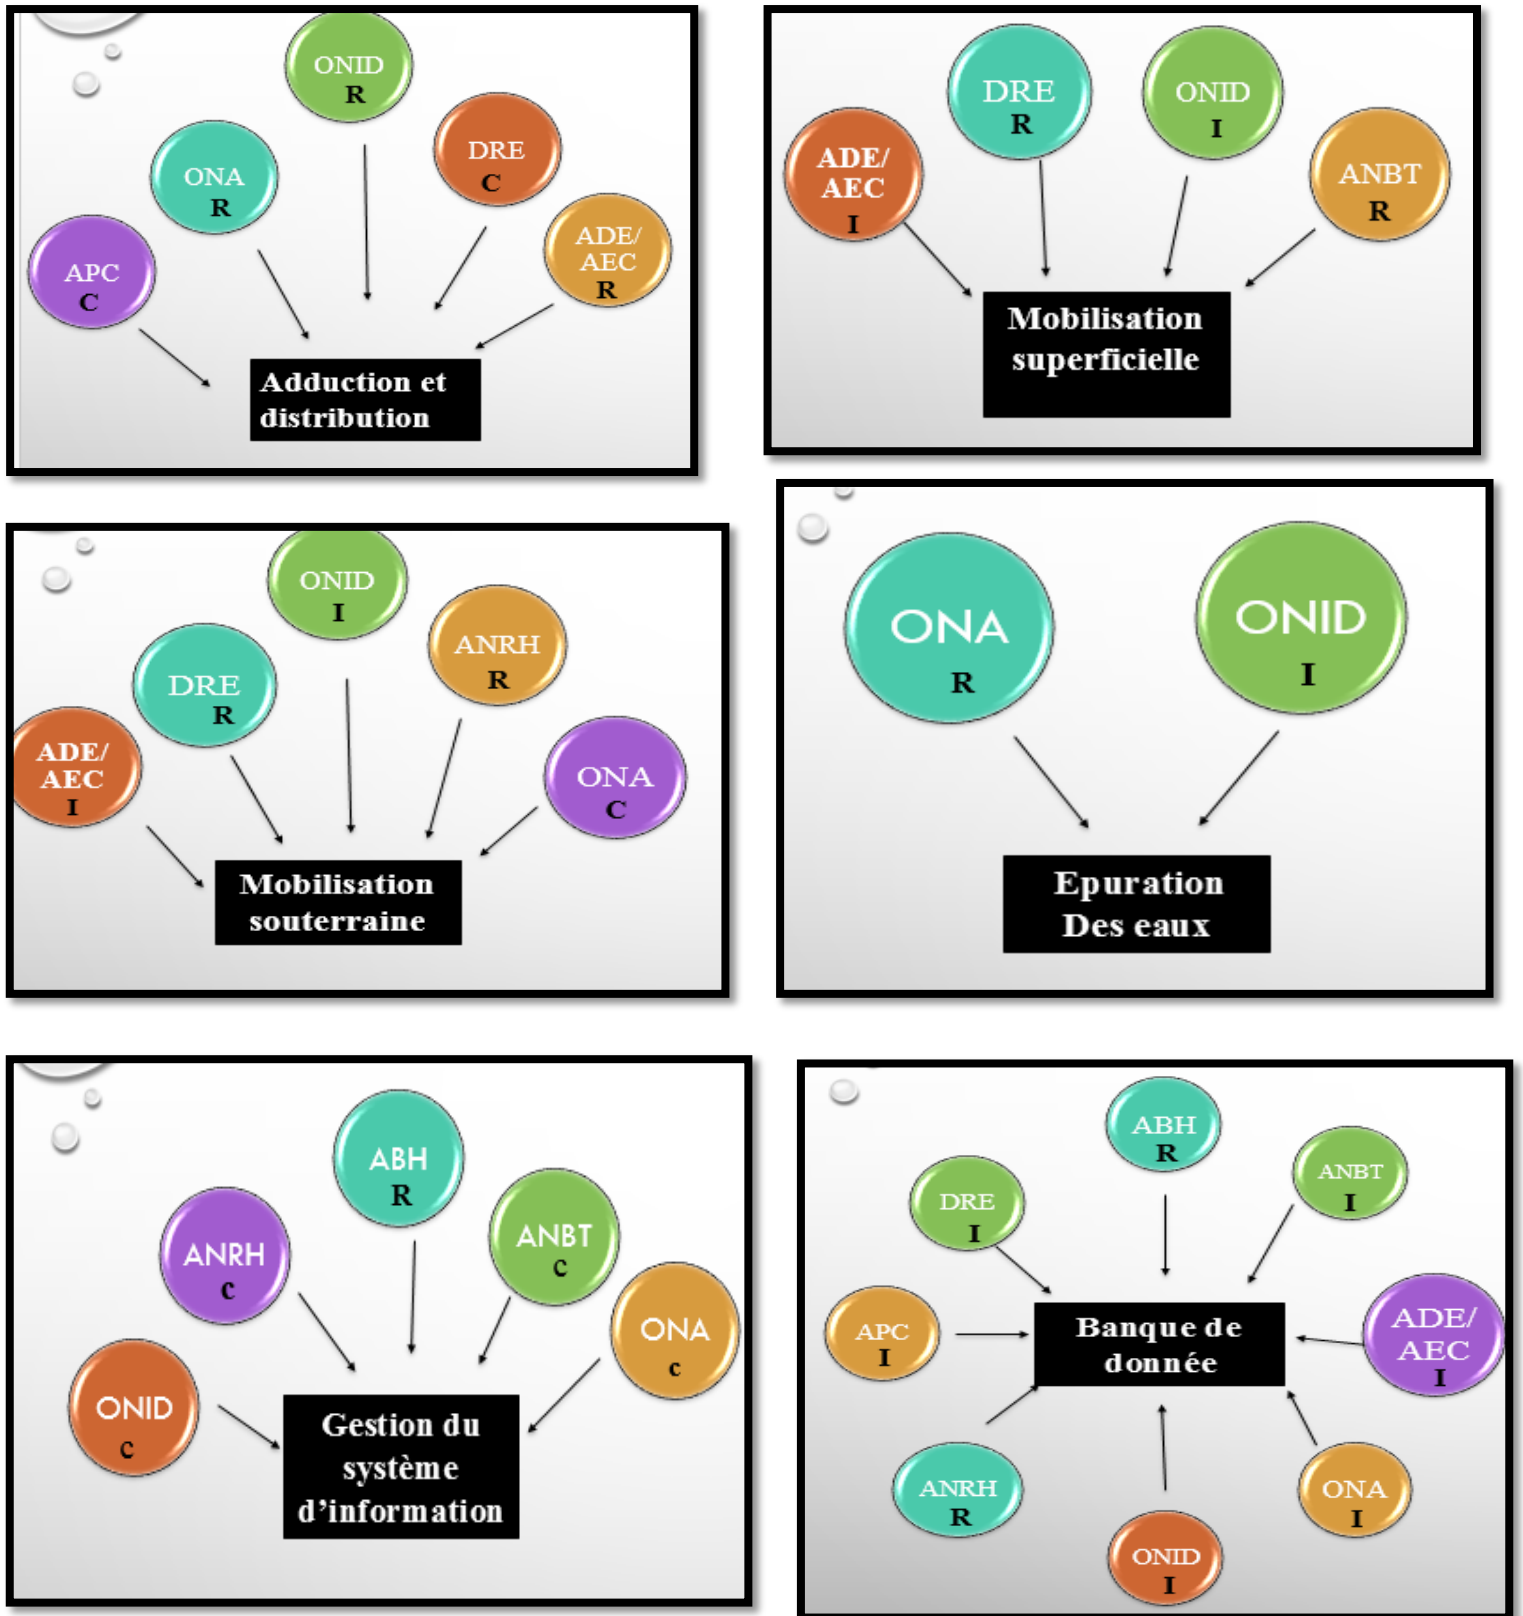 ONID
R
DRE
C
ONA
R
ADE/
AEC
R
APC
C
Adduction et
distribution
DRE
R
ONID
I
ADE/
AEC
I
ANBT
R
Mobilisation
superficielle
ONID
I
ANRH
R
DRE
R
ADE/
AEC
I
ONA
C
Mobilisation
souterraine
ONA
R
ONID
I
Epuration
Des eaux
ABH
R
ANBT
C
ANRH
C
ONA
C
ONID
C
Gestion du
système
d’information
ABH
R
ANBT
I
DRE
I
APC
I
ADE/
AEC
I
Banque de
donnée
ANRH
R
ONA
I
ONID
I